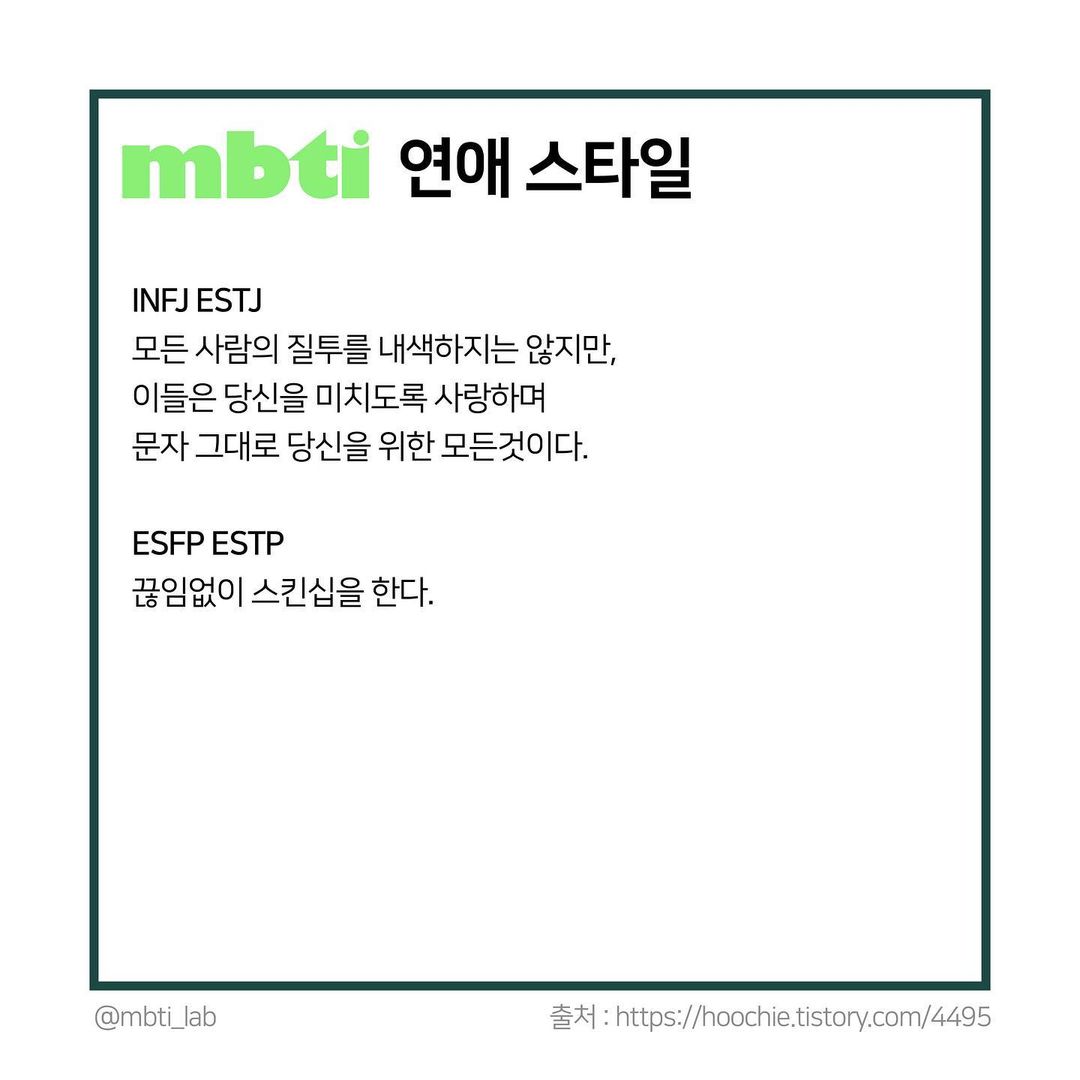 mbti 연애 스타일
INFJ ESTJ
모든 사람의 질투를 내색하지는 않지만,
이들은 당신을 미치도록 사랑하며
문자 그대로 당신을 위한 모든것이다.
ESFP ESTP
끊임없이 스킨십을 한다.
@mbti_lab
출처 : https://hoochie.tistory.com/4495